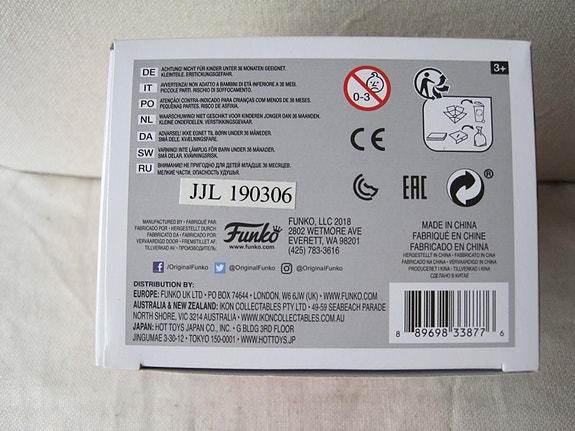 3+
DE ACHTUNG! NICHT FÜR KINDER UNTER 36 MONATEN GEEIGNET.
KLEINTEILE. ERSTICKUNGSGEFAHR.
IT AVVERTENZA! NON ADATTO A BAMBINI DI ETÀ INFERIORE A 36 MESI.
PICCOLE PARTI. RISCHIO DI SOFFOCAMENTO.
PO ATENÇÃO! CONTRA-INDICADO PARA CRIANÇAS COM MENOS DE 36 MESES.
PEQUENAS PARTES. RISCO DE ASFIXIA.
NL WAARSCHUWING! NIET GESCHIKT VOOR KINDEREN JONGER DAN 36 MAANDEN.
KLEINE ONDERDELEN. VERSTIKKINGSGEVAAR.
DA ADVARSEL! IKKE EGNET TIL BØRN UNDER 36 MÅNEDER.
SMÅ DELE. KVÆLNINGSFARE.
SW VARNING! INTE LÄMPLIG FÖR BARN UNDER 36 MÅNADER.
SMÅ DELAR. KVÄVNINGSRISK.
RU ВНИМАНИЕ! НЕ ПРИГОДНО ДЛЯ ДЕТЕЙ МЛАДШЕ 36 МЕСЯЦЕВ.
МЕЛКИЕ ЧАСТИ, ОПАСНОСТЬ УДУШЬЯ.
0-3
CE
EAC
®
JJL 190306
MANUFACTURED BY • FABRIQUÉ PAR
FABRICADO POR • HERGESTELLT DURCH
FABBRICATO DA • FABRICADO POR
VERVAARDIGD DOOR • FREMSTILLET AF
TILLVERKAD AV • ПРОИЗВОДИТЕЛЬ:
Funko
www.funko.com
FUNKO, LLC 2018
2802 WETMORE AVE
EVERETT, WA 98201
(425) 783-3616
MADE IN CHINA
FABRIQUÉ EN CHINE
FABRICADO EN CHINA
HERGESTELLT IN CHINA • FABBRICATO IN CINA
FABRICADO NA CHINA • VERVAARDIGD IN CHINA
PRODUCERET I KINA • TILLVERKAD I KINA
СДЕЛАНО В КИТАЕ
/OriginalFunko @OriginalFunko @OriginalFunko
DISTRIBUTION BY:
EUROPE: FUNKO UK LTD • PO BOX 74644 • LONDON, W6 6JW (UK) • WWW.FUNKO.COM
AUSTRALIA & NEW ZEALAND: IKON COLLECTABLES PTY LTD • 49-59 SEABEACH PARADE
NORTH SHORE, VIC 3214 AUSTRALIA • WWW.IKONCOLLECTABLES.COM.AU
JAPAN: HOT TOYS JAPAN CO., INC. • G BLDG 3RD FLOOR
JINGUMAE 3-30-12 • TOKYO 150-0001 • WWW.HOTTOYS.JP
8 89698 33877 6